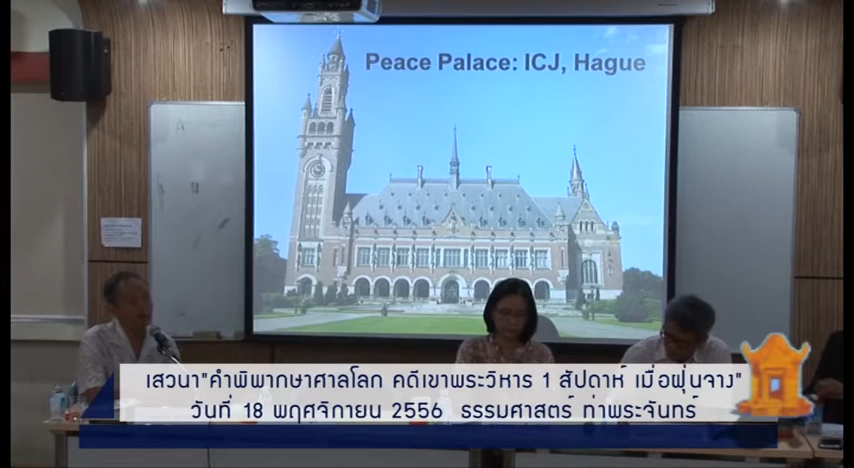 Peace Palace: ICJ, Hague
เสวนา"คำพิพากษาศาลโลก คดีเขาพระวิหาร 1 สัปดาห์ เมื่อฝุ่นจาง"
วันที่ 18 พฤศจิกายน 2556 ธรรมศาสตร์ ท่าพระจันทร์